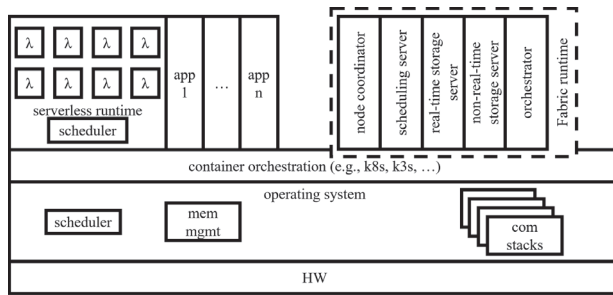 λ λ λ λ
λ λ λ λ
serverless runtime
scheduler
app
1
...
app
n
node coordinator
scheduling server
real-time storage
server
non-real-time
storage server
orchestrator
Fabric runtime
container orchestration (e.g., k8s, k3s, ...)
operating system
scheduler
mem
mgmt
com
stacks
HW